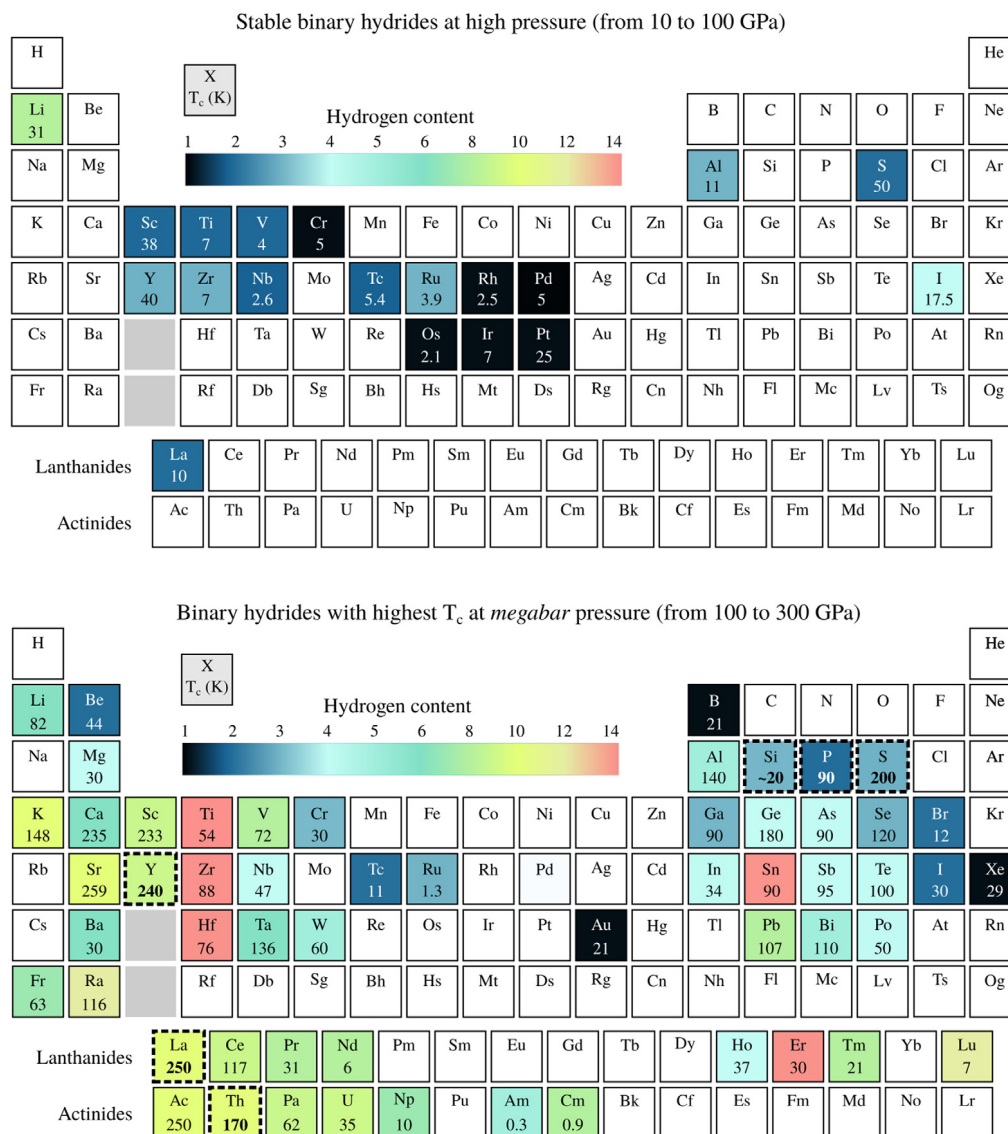 Stable binary hydrides at high pressure (from 10 to 100 GPa)
H He
X
T_c (K)
Hydrogen content
1 2 4 6 8 10 12 14
Li Be B C N O F Ne
31
Na Mg Al Si P S Cl Ar
11 50
K Ca Sc Ti V Cr Mn Fe Co Ni Cu Zn Ga Ge As Se Br Kr
38 7 4 5
Rb Sr Y Zr Nb Mo Tc Ru Rh Pd Ag Cd In Sn Sb Te I Xe
40 7 2.6 5.4 3.9 2.5 5 17.5
Cs Ba Hf Ta W Re Os Ir Pt Au Hg Tl Pb Bi Po At Rn
2.1 7 25
Fr Ra Rf Db Sg Bh Hs Mt Ds Rg Cn Nh Fl Mc Lv Ts Og
Lanthanides La Ce Pr Nd Pm Sm Eu Gd Tb Dy Ho Er Tm Yb Lu
10
Actinides Ac Th Pa U Np Pu Am Cm Bk Cf Es Fm Md No Lr
Binary hydrides with highest T_c at megabar pressure (from 100 to 300 GPa)
H He
X
T_c (K)
Hydrogen content
1 2 4 6 8 10 12 14
Li Be B C N O F Ne
82 44 21
Na Mg Al Si P S Cl Ar
30 140 ~20 90 200
K Ca Sc Ti V Cr Mn Fe Co Ni Cu Zn Ga Ge As Se Br Kr
148 235 233 54 72 30 90 180 90 120 12
Rb Sr Y Zr Nb Mo Tc Ru Rh Pd Ag Cd In Sn Sb Te I Xe
259 240 88 47 11 1.3 34 90 95 100 30 29
Cs Ba Hf Ta W Re Os Ir Pt Au Hg Tl Pb Bi Po At Rn
30 76 136 60 21 107 110 50
Fr Ra Rf Db Sg Bh Hs Mt Ds Rg Cn Nh Fl Mc Lv Ts Og
63 116
Lanthanides La Ce Pr Nd Pm Sm Eu Gd Tb Dy Ho Er Tm Yb Lu
250 117 31 6 37 30 21 7
Actinides Ac Th Pa U Np Pu Am Cm Bk Cf Es Fm Md No Lr
250 170 62 35 10 0.3 0.9